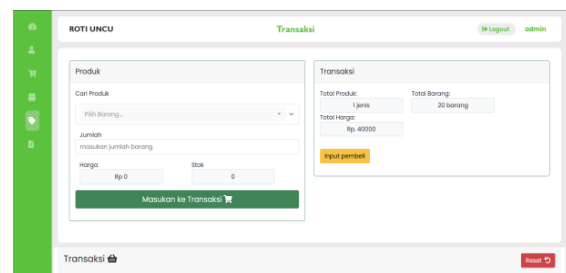 ROTI UNCU
Transaksi
Logout
admin
Produk
Cari Produk
Pilih Barang...
Jumlah
masukan jumlah barang
Harga
Stok
Rp 0
0
Masukan ke Transaksi
Transaksi
Total Produk:
Total Barang:
1 jenis
20 barang
Total Harga:
Rp. 40000
Input pembeli
Transaksi
Reset